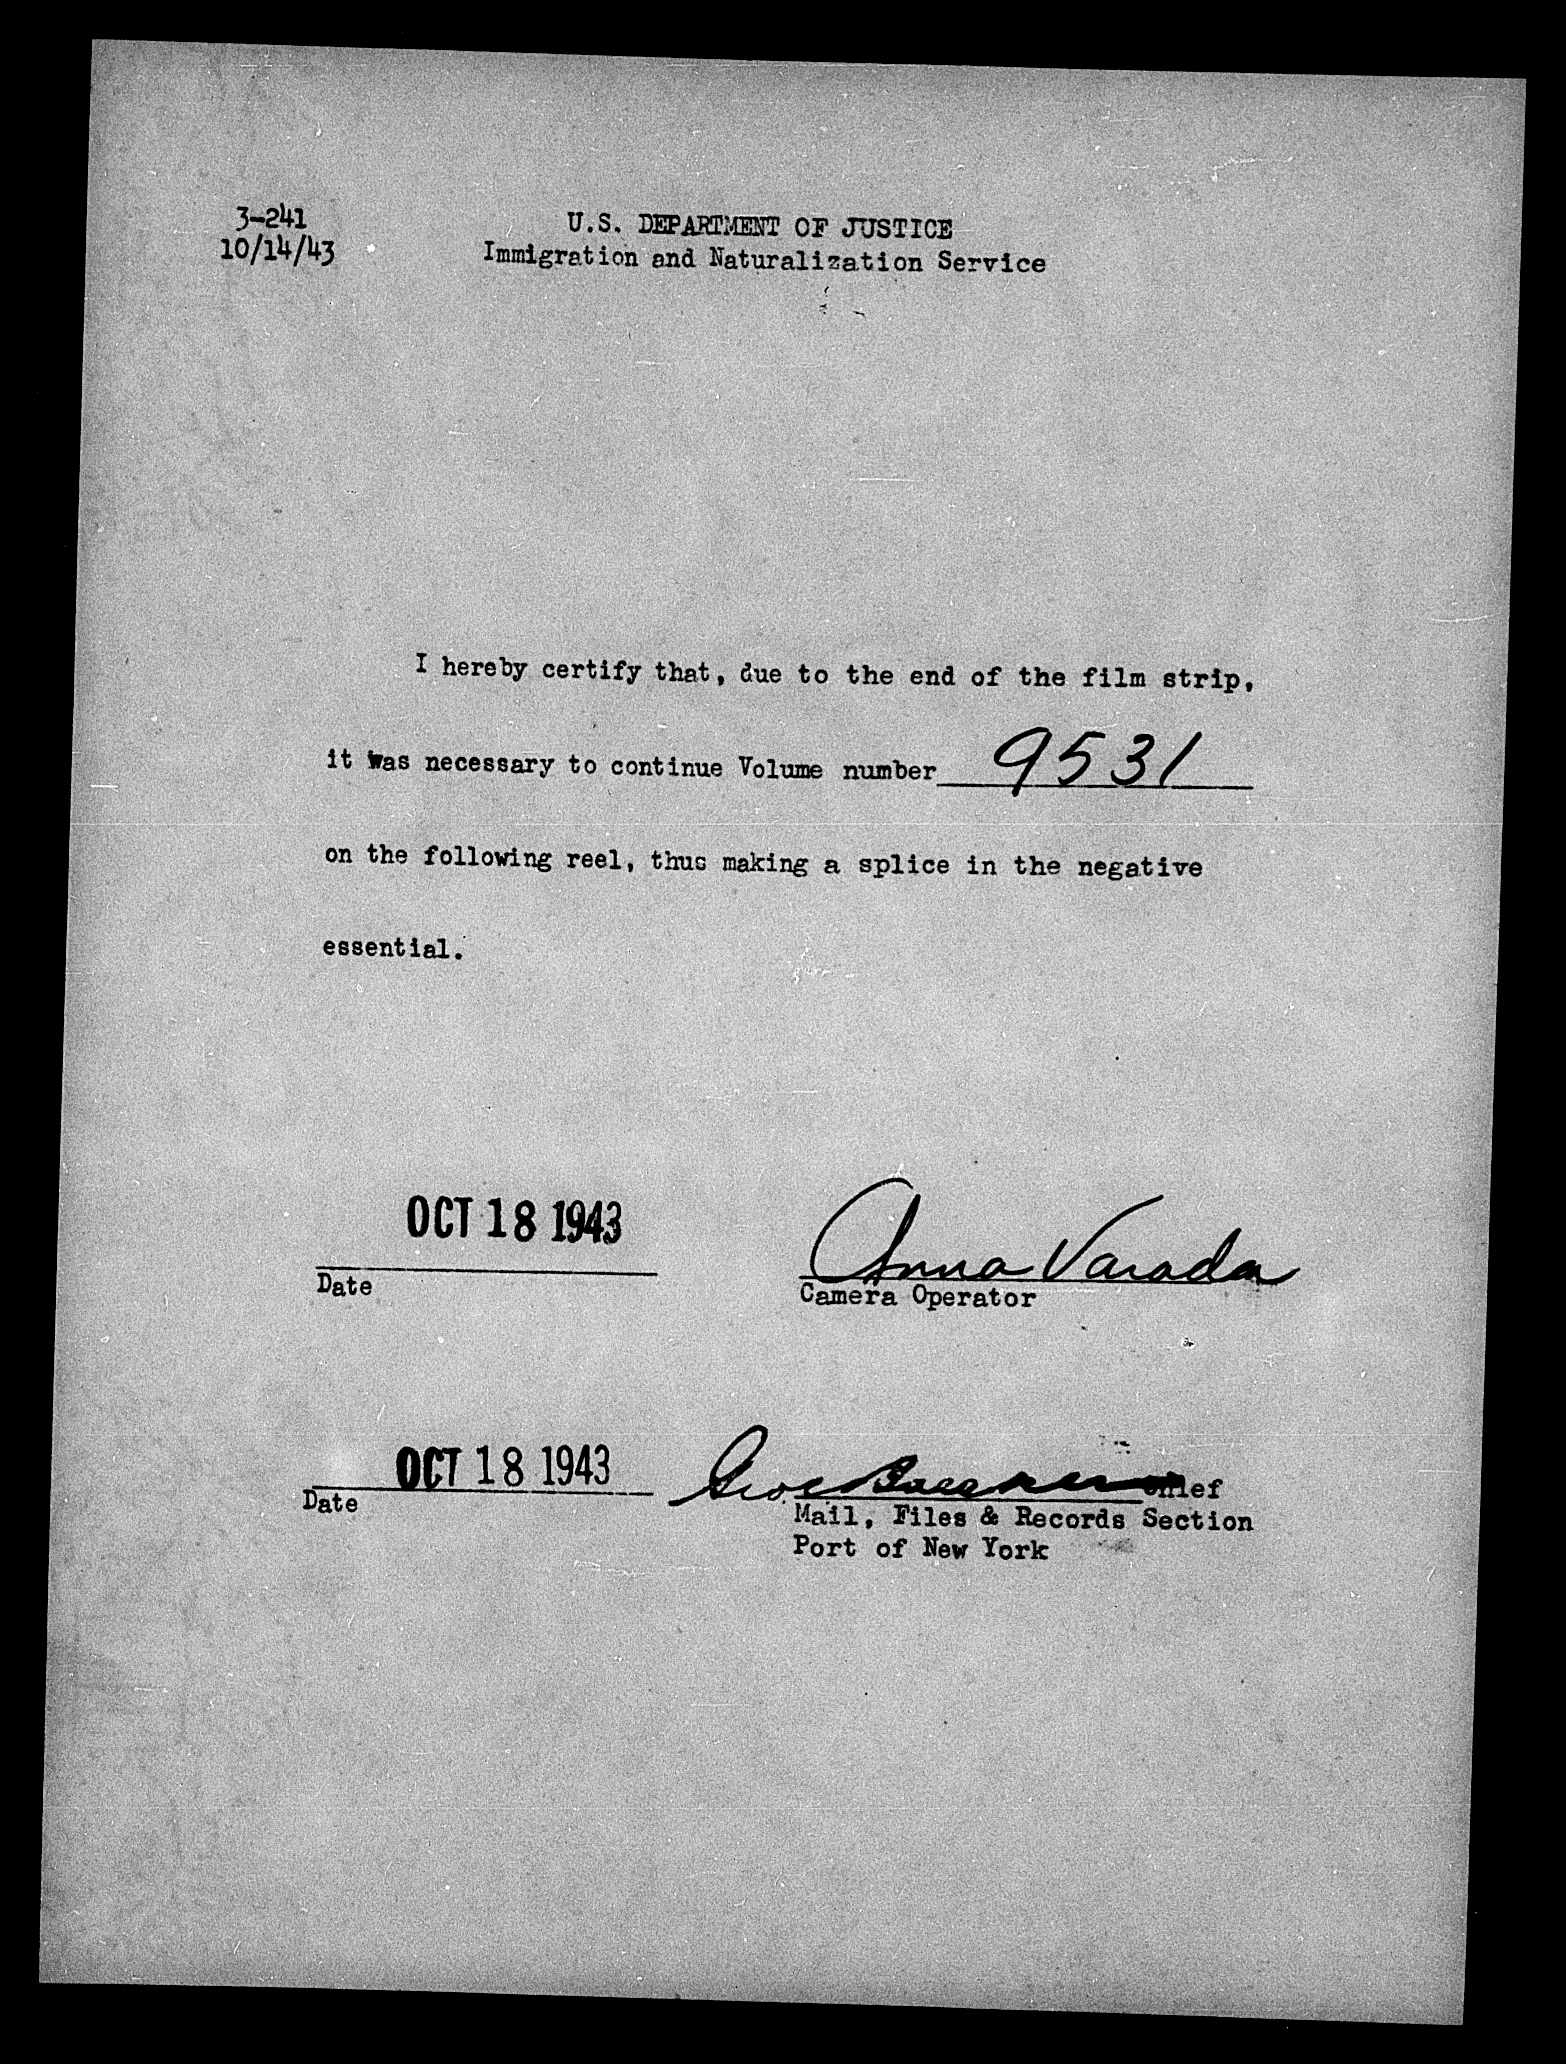 3-241
10/14/43
U.S. DEPARTMENT OF JUSTICE
Immigration and Naturalization Service
I hereby certify that, due to the end of the film strip,
it was necessary to continue Volume number 9531
on the following reel, thus making a splice in the negative
essential.
OCT 18 1943
Date
Anna Varada
Camera Operator
OCT 18 1943
Date
Chief
Mail, Files & Records Section
Port of New York